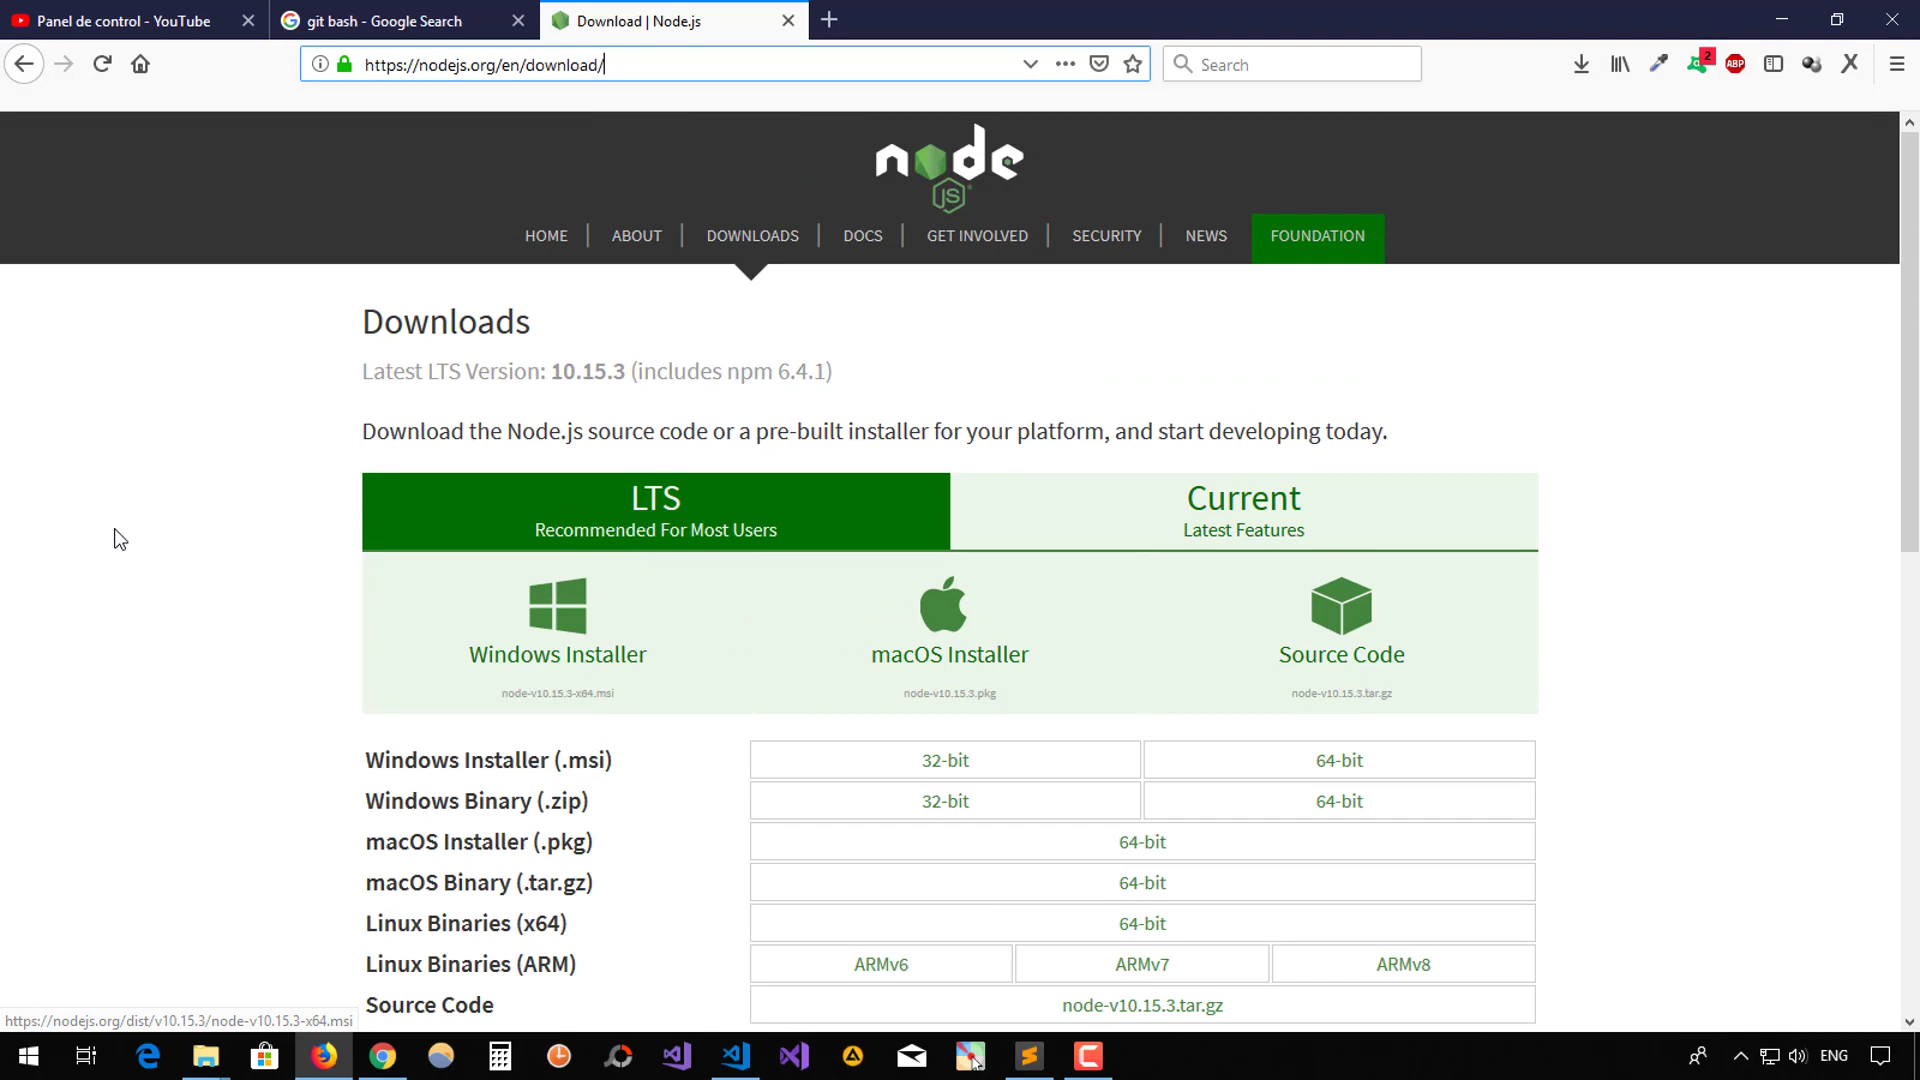 Panel de control - YouTube
git bash - Google Search
Download | Node.js
https://nodejs.org/en/download/
Search
2
ABP
node
JS
HOME
ABOUT
DOWNLOADS
DOCS
GET INVOLVED
SECURITY
NEWS
FOUNDATION
Downloads
Latest LTS Version: 10.15.3 (includes npm 6.4.1)
Download the Node.js source code or a pre-built installer for your platform, and start developing today.
LTS
Recommended For Most Users
Current
Latest Features
Windows Installer
node-v10.15.3-x64.msi
macOS Installer
node-v10.15.3.pkg
Source Code
node-v10.15.3.tar.gz
Windows Installer (.msi) 32-bit 64-bit
Windows Binary (.zip) 32-bit 64-bit
macOS Installer (.pkg) 64-bit
macOS Binary (.tar.gz) 64-bit
Linux Binaries (x64) 64-bit
Linux Binaries (ARM) ARMv6 ARMv7 ARMv8
Source Code node-v10.15.3.tar.gz
https://nodejs.org/dist/v10.15.3/node-v10.15.3-x64.msi
ENG